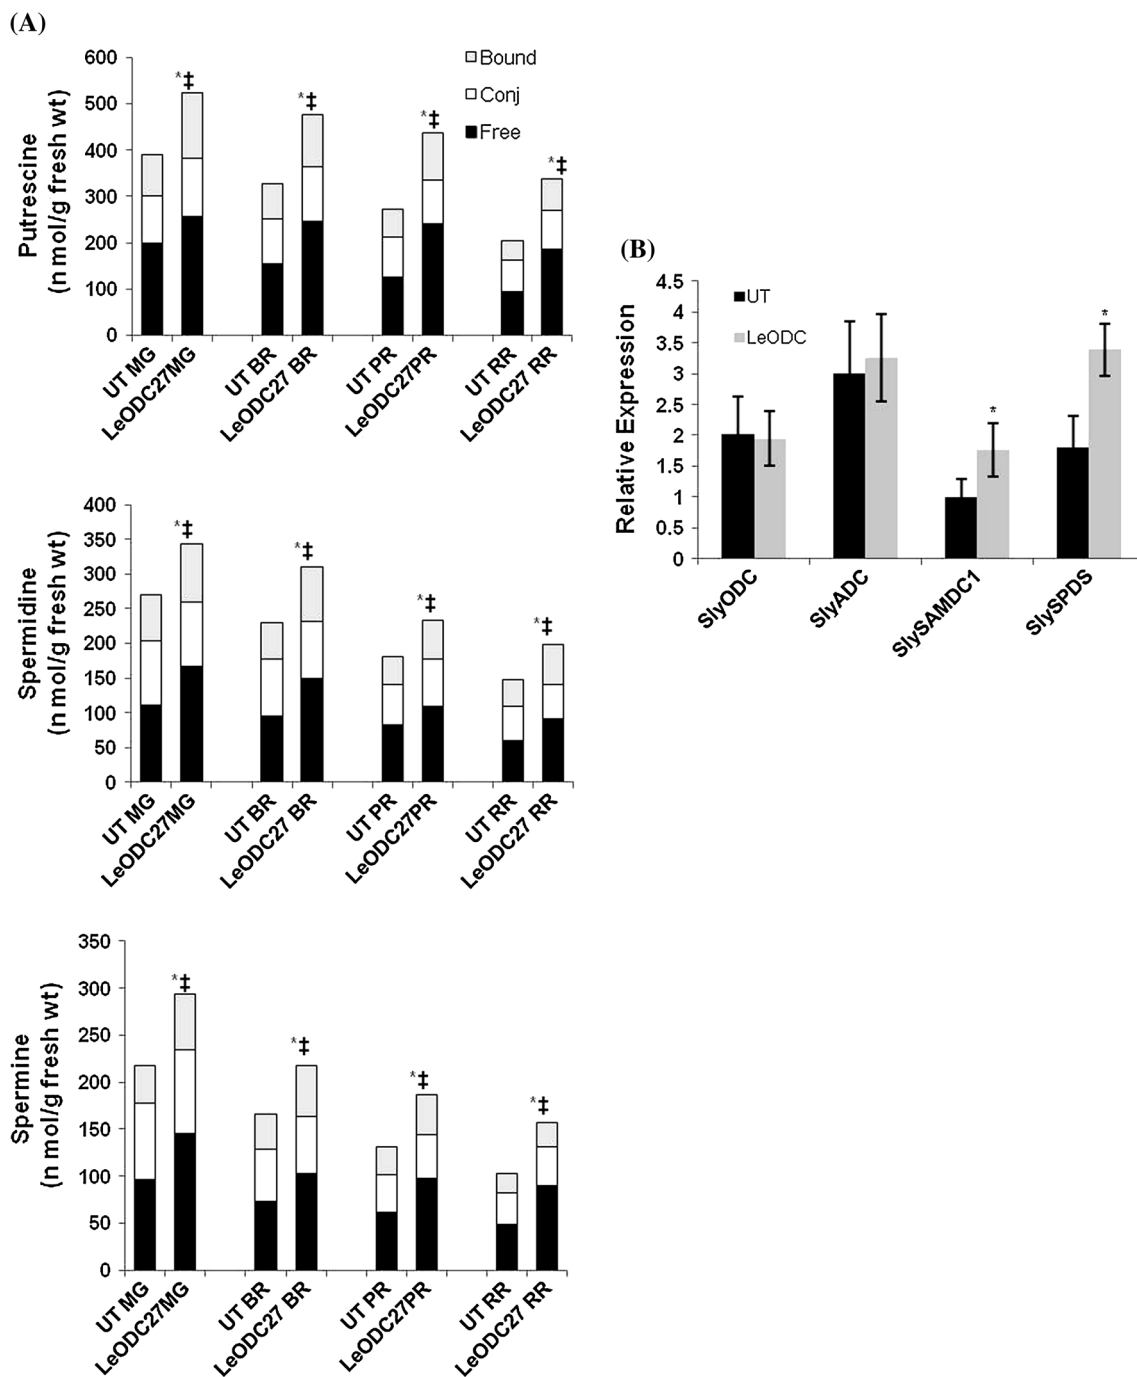 (A)
600
500
400
300
200
100
0
Putrescine
(n mol/g fresh wt)
Bound
Conj
Free
*‡
*‡
*‡
*‡
UT MG
LeODC27MG
UT BR
LeODC27 BR
UT PR
LeODC27PR
UT RR
LeODC27 RR
(B)
4.5
4
3.5
3
2.5
2
1.5
1
0.5
0
Relative Expression
UT
LeODC
*
*
SlyODC
SlyADC
SlySAMDC1
SlySPDS
400
350
300
250
200
150
100
50
0
Spermidine
(n mol/g fresh wt)
*‡
*‡
*‡
*‡
UT MG
LeODC27MG
UT BR
LeODC27 BR
UT PR
LeODC27PR
UT RR
LeODC27 RR
350
300
250
200
150
100
50
0
Spermine
(n mol/g fresh wt)
*‡
*‡
*‡
*‡
UT MG
LeODC27MG
UT BR
LeODC27 BR
UT PR
LeODC27PR
UT RR
LeODC27 RR